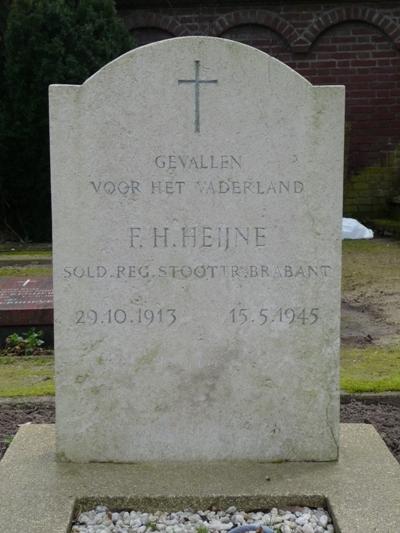 GEVALLEN
VOOR HET VADERLAND
F.H.HEIJNE
SOLD.REG.STOOTTR.BRABANT
29.10.1913 15.5.1945